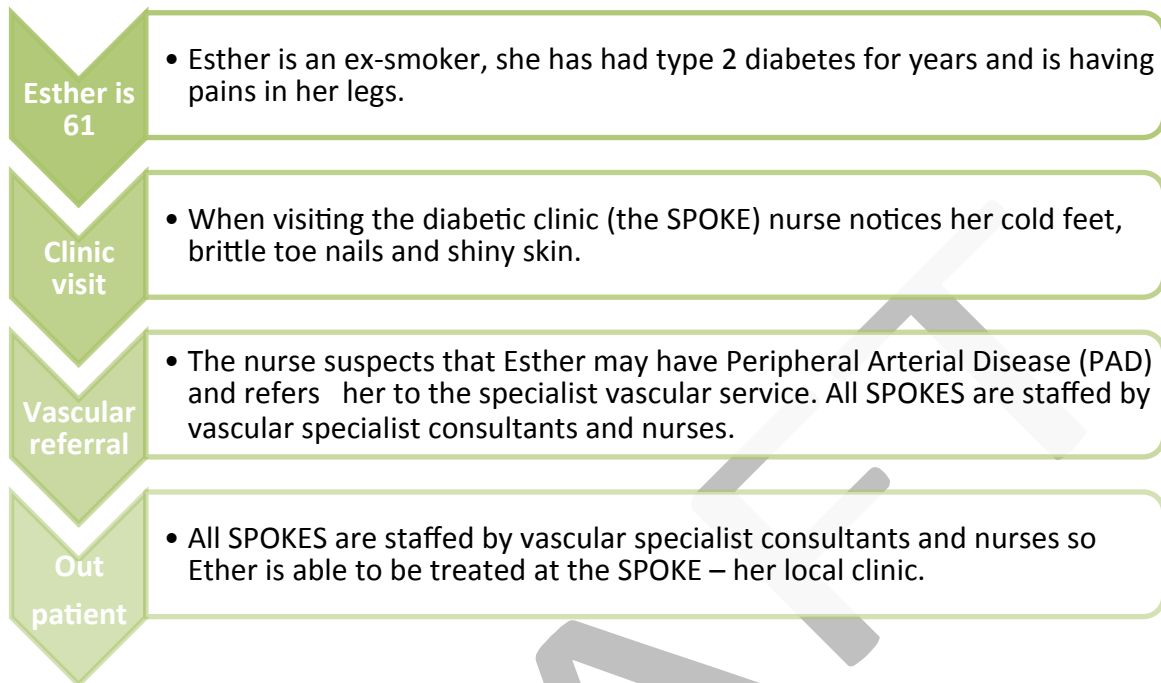 Esther is
61
• Esther is an ex-smoker, she has had type 2 diabetes for years and is having
pains in her legs.
Clinic
visit
• When visiting the diabetic clinic (the SPOKE) nurse notices her cold feet,
brittle toe nails and shiny skin.
Vascular
referral
• The nurse suspects that Esther may have Peripheral Arterial Disease (PAD)
and refers   her to the specialist vascular service. All SPOKES are staffed by
vascular specialist consultants and nurses.
Out
patient
• All SPOKES are staffed by vascular specialist consultants and nurses so
Ether is able to be treated at the SPOKE – her local clinic.
AFT